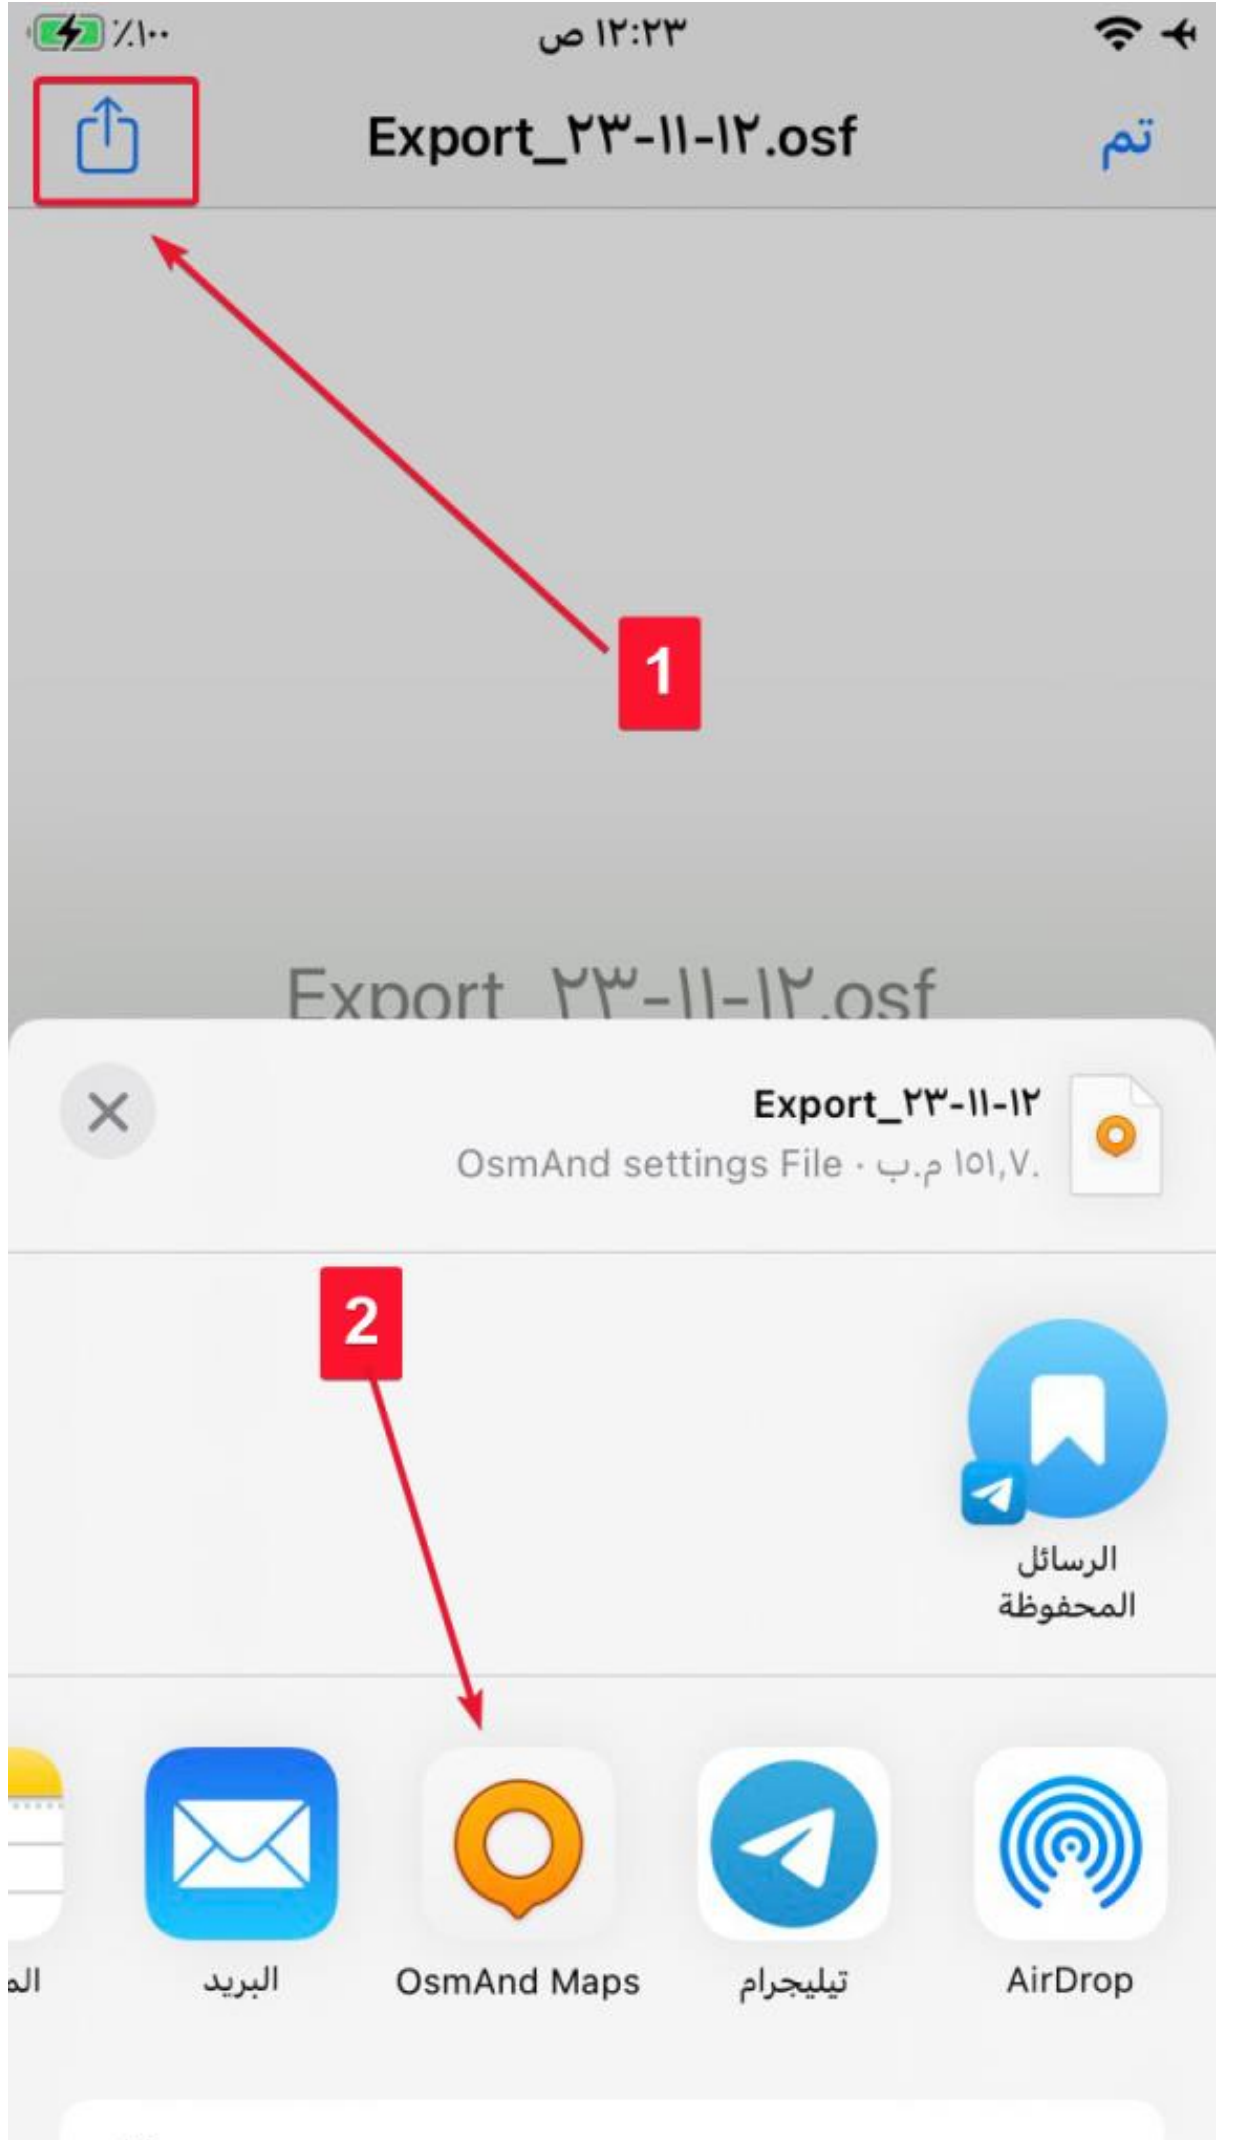 ٪١٠٠
١٢:٢٣ ص
Export_٢٣-١١-١٢.osf
تم
1
Export_٢٣-١١-١٢.osf
Export_٢٣-١١-١٢
OsmAnd settings File · ١٥١,٧٠ م.ب
2
الرسائل
المحفوظة
AirDrop
تيليجرام
OsmAnd Maps
البريد